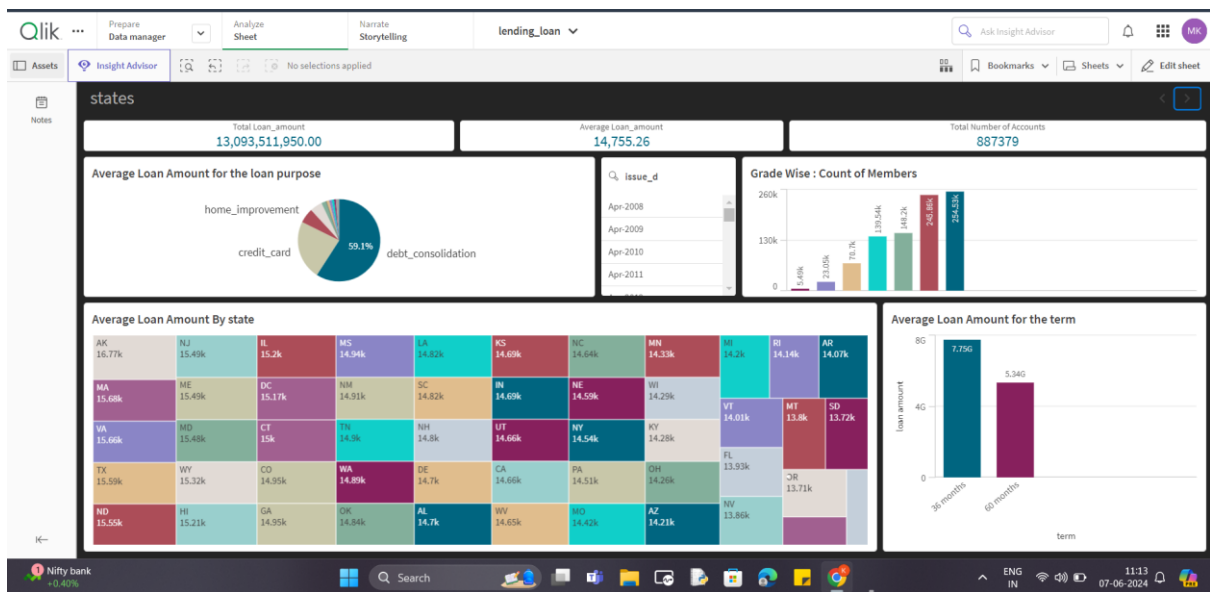 Qlik
Prepare
Data manager
Analyze
Sheet
Narrate
Storytelling
lending_loan
Ask Insight Advisor
MK
Assets
Insight Advisor
No selections applied
Bookmarks
Sheets
Edit sheet
Notes
states
Total Loan_amount
13,093,511,950.00
Average Loan_amount
14,755.26
Total Number of Accounts
887379
Average Loan Amount for the loan purpose
home_improvement
credit_card
59.1%
debt_consolidation
issue_d
Apr-2008
Apr-2009
Apr-2010
Apr-2011
Grade Wise : Count of Members
260k
130k
0
5.49k
23.05k
70.7k
139.54k
148.2k
245.86k
254.53k
Average Loan Amount By state
AK
16.77k
MA
15.68k
VA
15.66k
TX
15.59k
ND
15.55k
NJ
15.49k
ME
15.49k
MD
15.48k
WY
15.32k
HI
15.21k
IL
15.2k
DC
15.17k
CT
15k
CO
14.95k
GA
14.95k
MS
14.94k
NM
14.91k
TN
14.9k
WA
14.89k
OK
14.84k
LA
14.82k
SC
14.82k
NH
14.8k
DE
14.7k
AL
14.7k
KS
14.69k
IN
14.69k
UT
14.66k
CA
14.66k
WV
14.65k
NC
14.64k
NE
14.59k
NY
14.54k
PA
14.51k
MO
14.42k
MN
14.33k
WI
14.29k
KY
14.28k
OH
14.26k
AZ
14.21k
MI
14.2k
RI
14.14k
AR
14.07k
VT
14.01k
FL
13.93k
NV
13.86k
MT
13.8k
SD
13.72k
OR
13.71k
Average Loan Amount for the term
8G
4G
0
loan amount
7.75G
5.34G
36 months
60 months
term
1
Nifty bank
+0.40%
Search
ENG
IN
11:13
07-06-2024